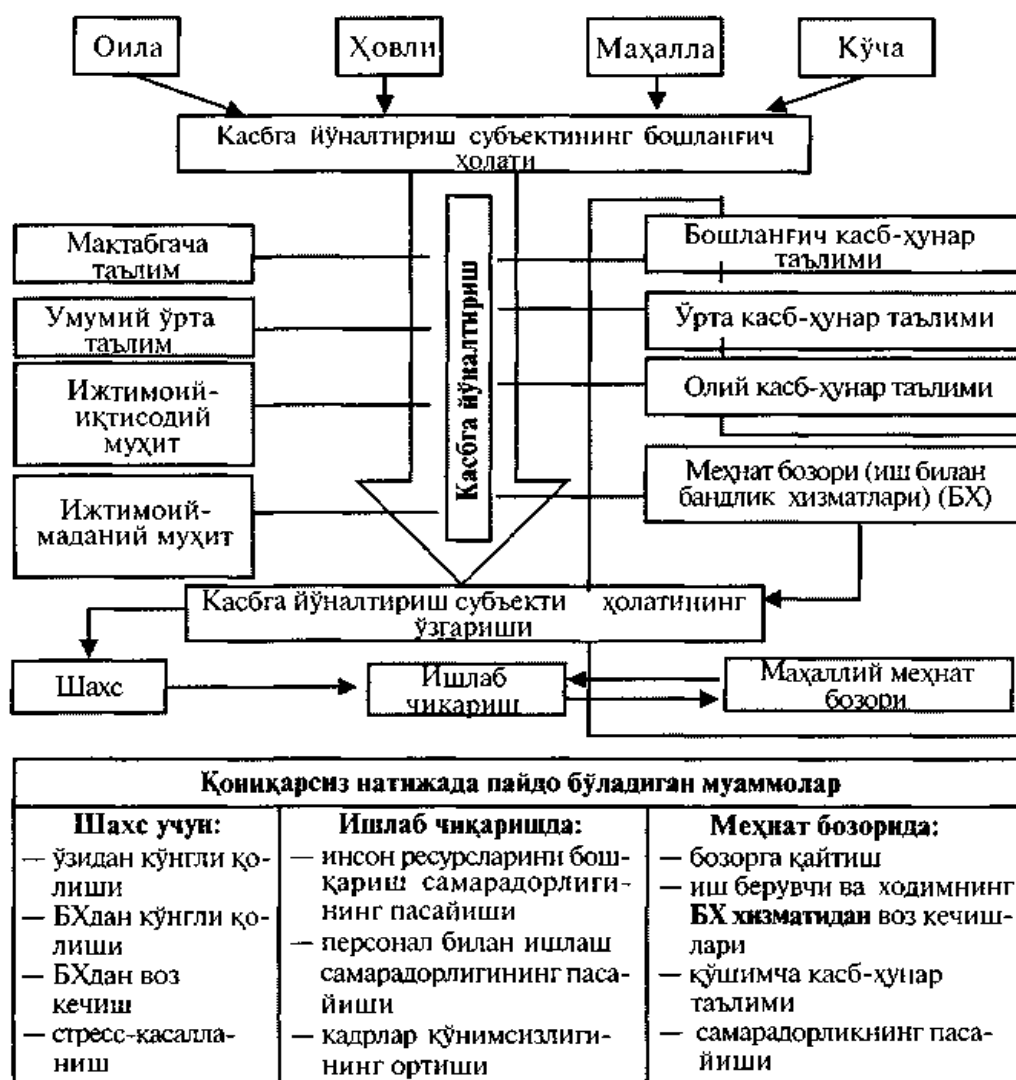 Оила
Ҳовли
Маҳалла
Кўча
Касбга йўналтириш субъектининг бошланғич
ҳолати
Мактабгача
таълим
Умумий ўрта
таълим
Ижтимоий-
иқтисодий
муҳит
Ижтимоий-
маданий муҳит
Касбга йўналтириш
Бошланғич касб-ҳунар
таълими
Ўрта касб-ҳунар таълими
Олий касб-ҳунар таълими
Меҳнат бозори (иш билан
бандлик хизматлари) (БХ)
Касбга йўналтириш субъекти ҳолатининг
ўзгариши
Шахс
Ишлаб
чиқариш
Маҳаллий меҳнат
бозори
Қониқарсиз натижада пайдо бўладиган муаммолар
Шахс учун:
— ўзидан кўнгли қо-
лиши
— БХдан кўнгли қо-
лиши
— БХдан воз
кечиш
— стресс-касалла-
ниш
Ишлаб чиқаришда:
— инсон ресурсларини бош-
қариш самарадорлиги-
нинг пасайиши
— персонал билан ишлаш
самарадорлигининг паса-
йиши
— кадрлар қўнимсизлиги-
нинг ортиши
Меҳнат бозорида:
— бозорга қайтиш
— иш берувчи ва ходимнинг
БХ хизматидан воз кечиш-
лари
— қўшимча касб-ҳунар
таълими
— самарадорликнинг паса-
йиши